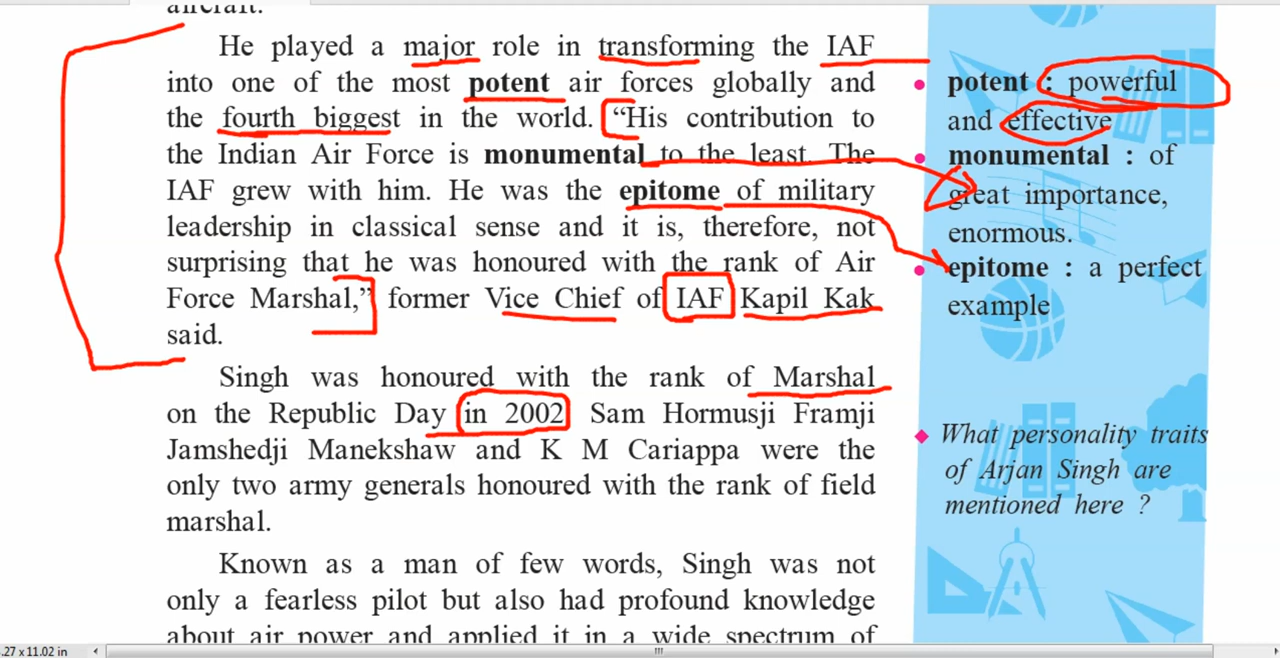 aircraft.
He played a major role in transforming the IAF
into one of the most potent air forces globally and
the fourth biggest in the world. “His contribution to
the Indian Air Force is monumental to the least. The
IAF grew with him. He was the epitome of military
leadership in classical sense and it is, therefore, not
surprising that he was honoured with the rank of Air
Force Marshal,” former Vice Chief of IAF Kapil Kak
said.
Singh was honoured with the rank of Marshal
on the Republic Day in 2002 Sam Hormusji Framji
Jamshedji Manekshaw and K M Cariappa were the
only two army generals honoured with the rank of field
marshal.
Known as a man of few words, Singh was not
only a fearless pilot but also had profound knowledge
about air power and applied it in a wide spectrum of
potent : powerful
and effective
monumental : of
great importance,
enormous.
epitome : a perfect
example
What personality traits
of Arjan Singh are
mentioned here ?
.27 x 11.02 in